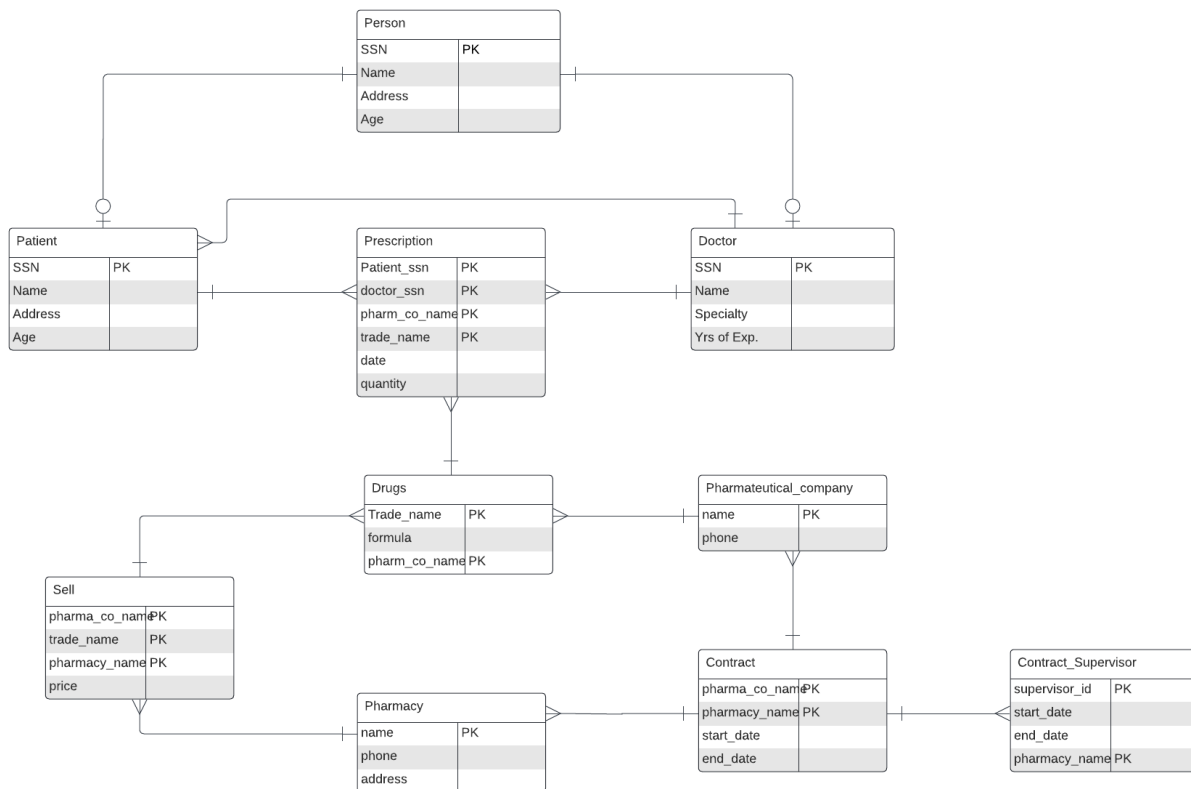 Person
SSN PK
Name
Address
Age
Patient
SSN PK
Name
Address
Age
Prescription
Patient_ssn PK
doctor_ssn PK
pharm_co_name PK
trade_name PK
date
quantity
Doctor
SSN PK
Name
Specialty
Yrs of Exp.
Drugs
Trade_name PK
formula
pharm_co_name PK
Pharmateutical_company
name PK
phone
Sell
pharma_co_name PK
trade_name PK
pharmacy_name PK
price
Pharmacy
name PK
phone
address
Contract
pharma_co_name PK
pharmacy_name PK
start_date
end_date
Contract_Supervisor
supervisor_id PK
start_date
end_date
pharmacy_name PK